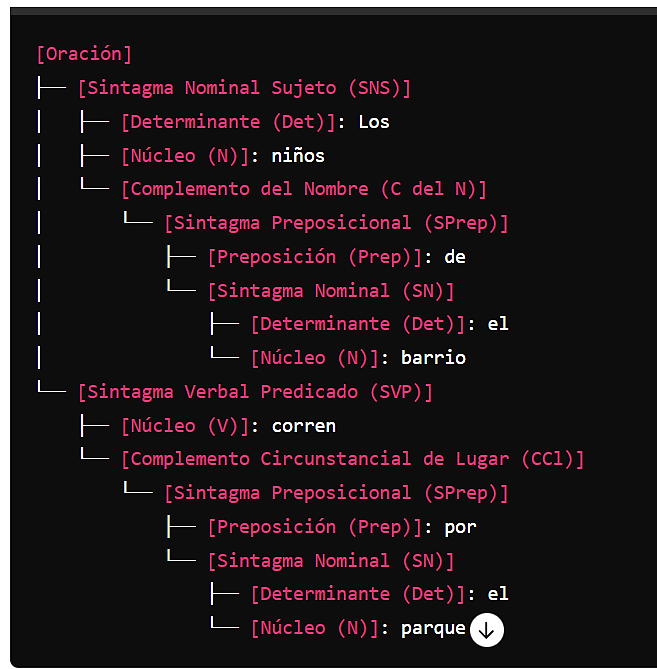 [Oración]
├── [Sintagma Nominal Sujeto (SNS)]
│   ├── [Determinante (Det)]: Los
│   ├── [Núcleo (N)]: niños
│   └── [Complemento del Nombre (C del N)]
│       └── [Sintagma Preposicional (SPrep)]
│           ├── [Preposición (Prep)]: de
│           └── [Sintagma Nominal (SN)]
│               ├── [Determinante (Det)]: el
│               └── [Núcleo (N)]: barrio
└── [Sintagma Verbal Predicado (SVP)]
    ├── [Núcleo (V)]: corren
    └── [Complemento Circunstancial de Lugar (CCl)]
        └── [Sintagma Preposicional (SPrep)]
            ├── [Preposición (Prep)]: por
            └── [Sintagma Nominal (SN)]
                ├── [Determinante (Det)]: el
                └── [Núcleo (N)]: parque